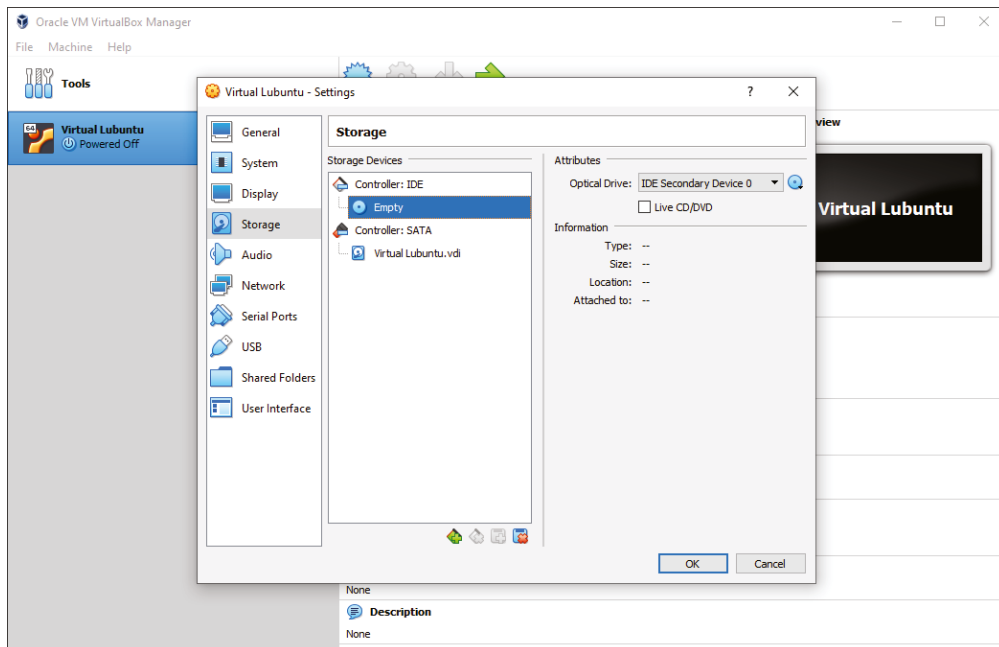 Oracle VM VirtualBox Manager
File Machine Help
Tools
64
Virtual Lubuntu
Powered Off
view
Virtual Lubuntu
Virtual Lubuntu - Settings
?
General
System
Display
Storage
Audio
Network
Serial Ports
USB
Shared Folders
User Interface
Storage
Storage Devices
Controller: IDE
Empty
Controller: SATA
Virtual Lubuntu.vdi
Attributes
Optical Drive: IDE Secondary Device 0
Live CD/DVD
Information
Type: --
Size: --
Location: --
Attached to: --
OK Cancel
None
Description
None